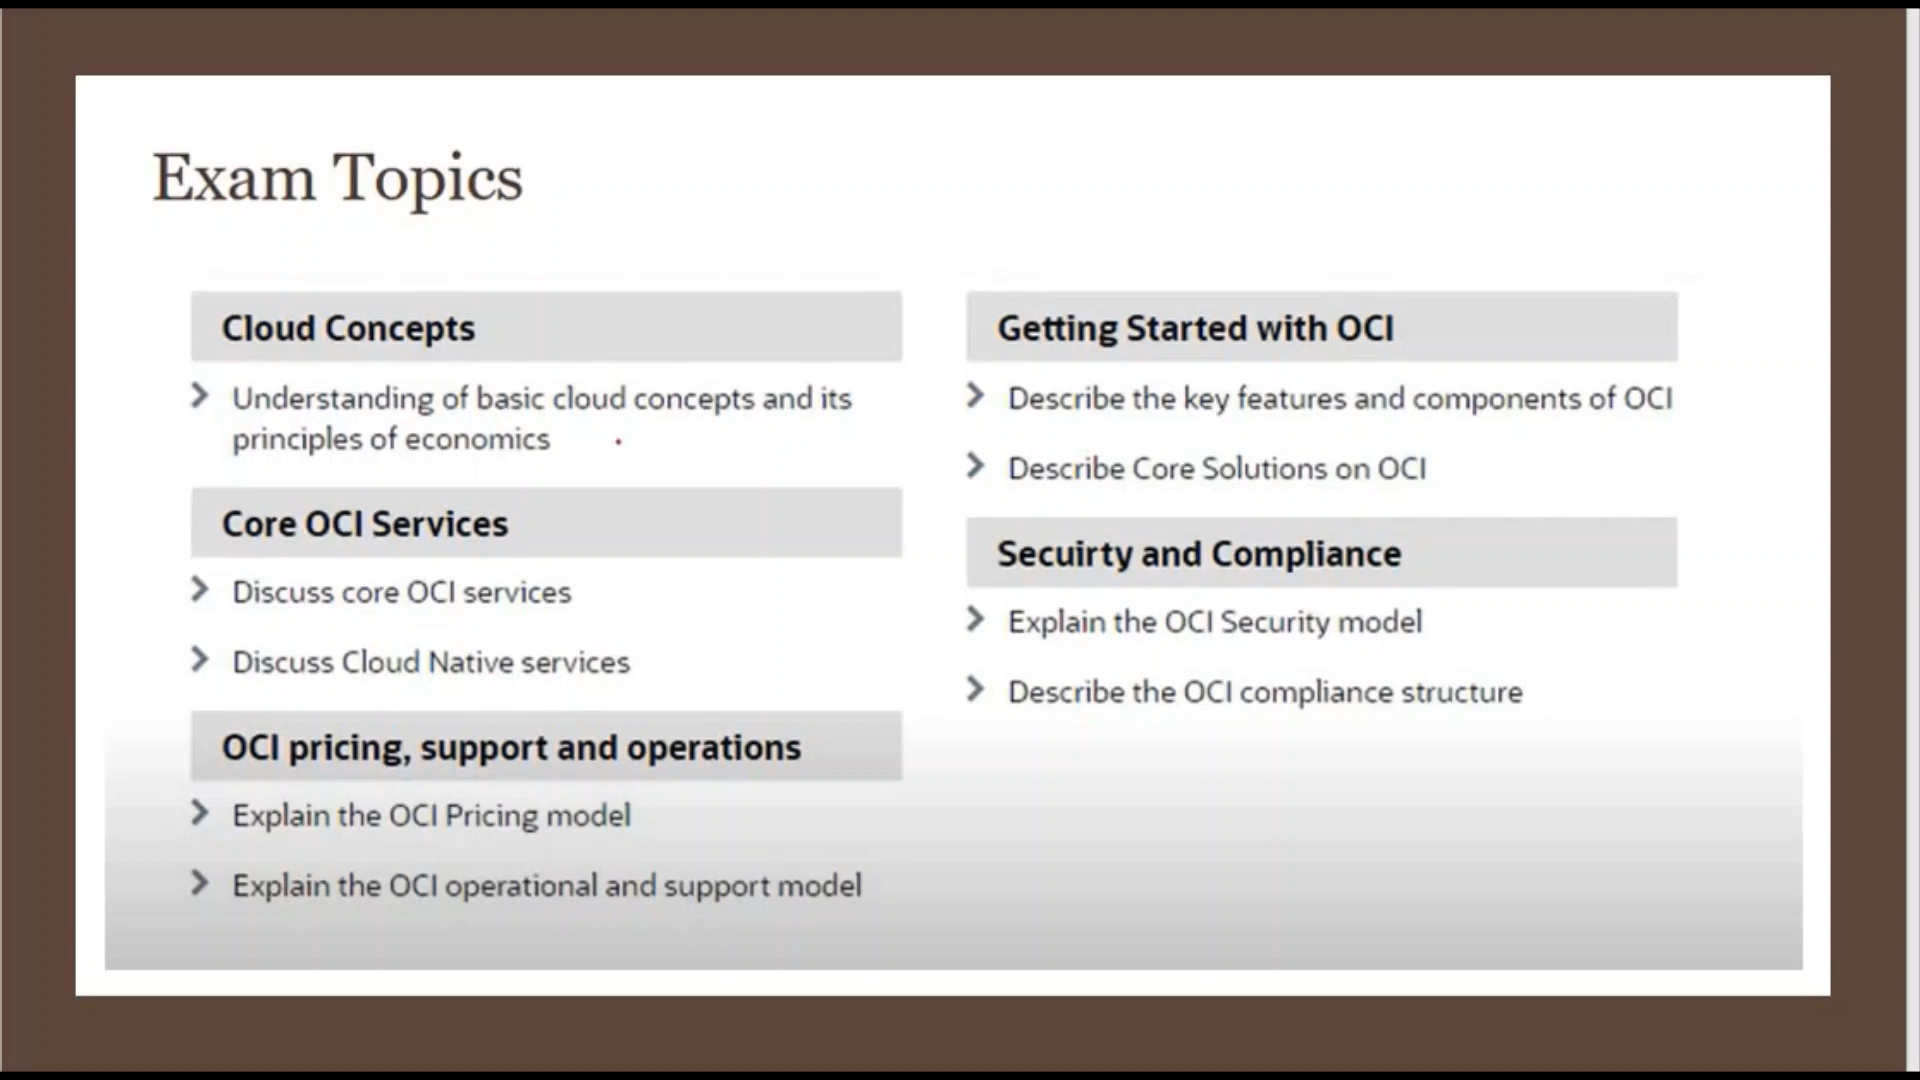 Exam Topics
Cloud Concepts
Understanding of basic cloud concepts and its
principles of economics
Core OCI Services
Discuss core OCI services
Discuss Cloud Native services
OCI pricing, support and operations
Explain the OCI Pricing model
Explain the OCI operational and support model
Getting Started with OCI
Describe the key features and components of OCI
Describe Core Solutions on OCI
Secuirty and Compliance
Explain the OCI Security model
Describe the OCI compliance structure